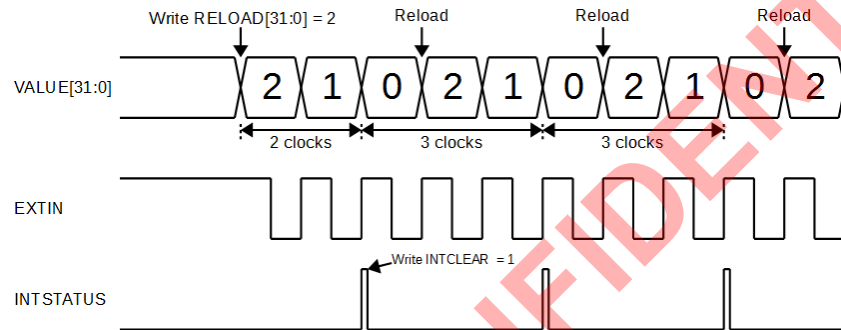 Write RELOAD[31:0] = 2
Reload
Reload
Reload
VALUE[31:0]
2 1 0 2 1 0 2 1 0 2
2 clocks
3 clocks
3 clocks
EXTIN
Write INTCLEAR = 1
INTSTATUS
NFIDENT